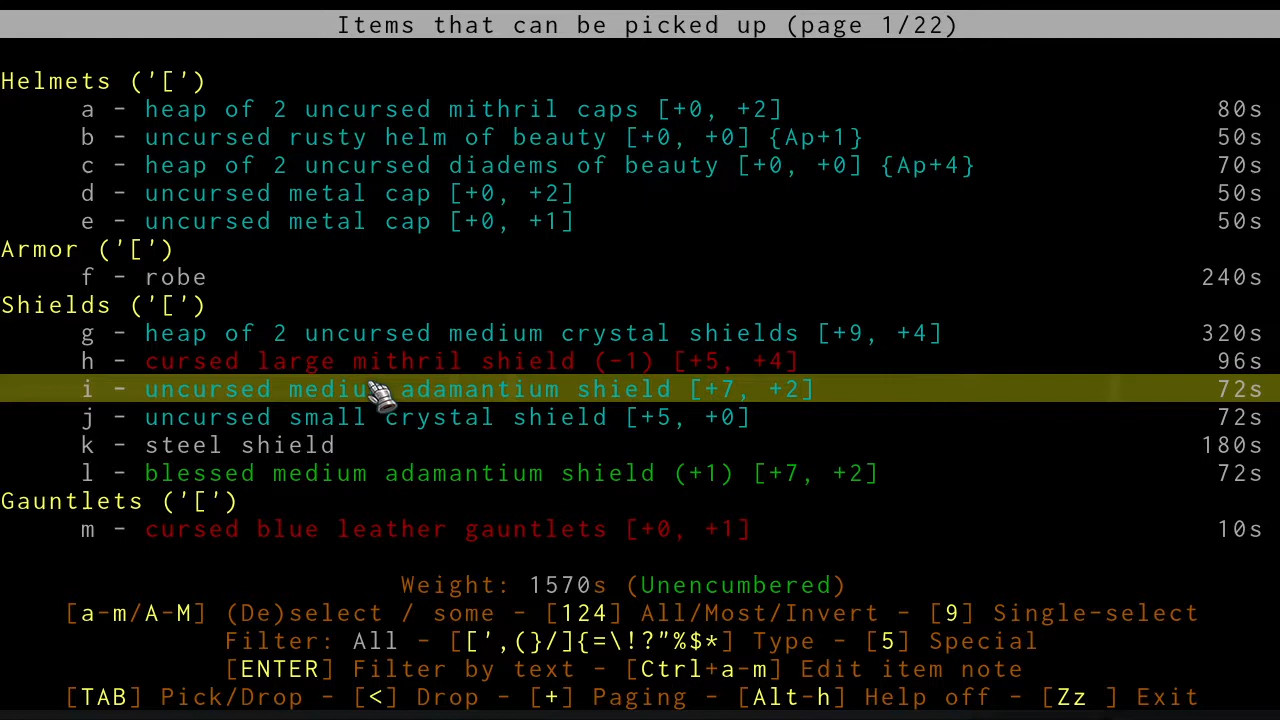 Items that can be picked up (page 1/22)
Helmets ('[')
a - heap of 2 uncursed mithril caps [+0, +2] 80s
b - uncursed rusty helm of beauty [+0, +0] {Ap+1} 50s
c - heap of 2 uncursed diadems of beauty [+0, +0] {Ap+4} 70s
d - uncursed metal cap [+0, +2] 50s
e - uncursed metal cap [+0, +1] 50s
Armor ('[')
f - robe 240s
Shields ('[')
g - heap of 2 uncursed medium crystal shields [+9, +4] 320s
h - cursed large mithril shield (-1) [+5, +4] 96s
i - uncursed medium adamantium shield [+7, +2] 72s
j - uncursed small crystal shield [+5, +0] 72s
k - steel shield 180s
l - blessed medium adamantium shield (+1) [+7, +2] 72s
Gauntlets ('[')
m - cursed blue leather gauntlets [+0, +1] 10s
Weight: 1570s (Unencumbered)
[a-m/A-M] (De)select / some - [124] All/Most/Invert - [9] Single-select
Filter: All - [[',(}/]{=\!?"%$*] Type - [5] Special
[ENTER] Filter by text - [Ctrl+a-m] Edit item note
[TAB] Pick/Drop - [<] Drop - [+] Paging - [Alt-h] Help off - [Zz ] Exit